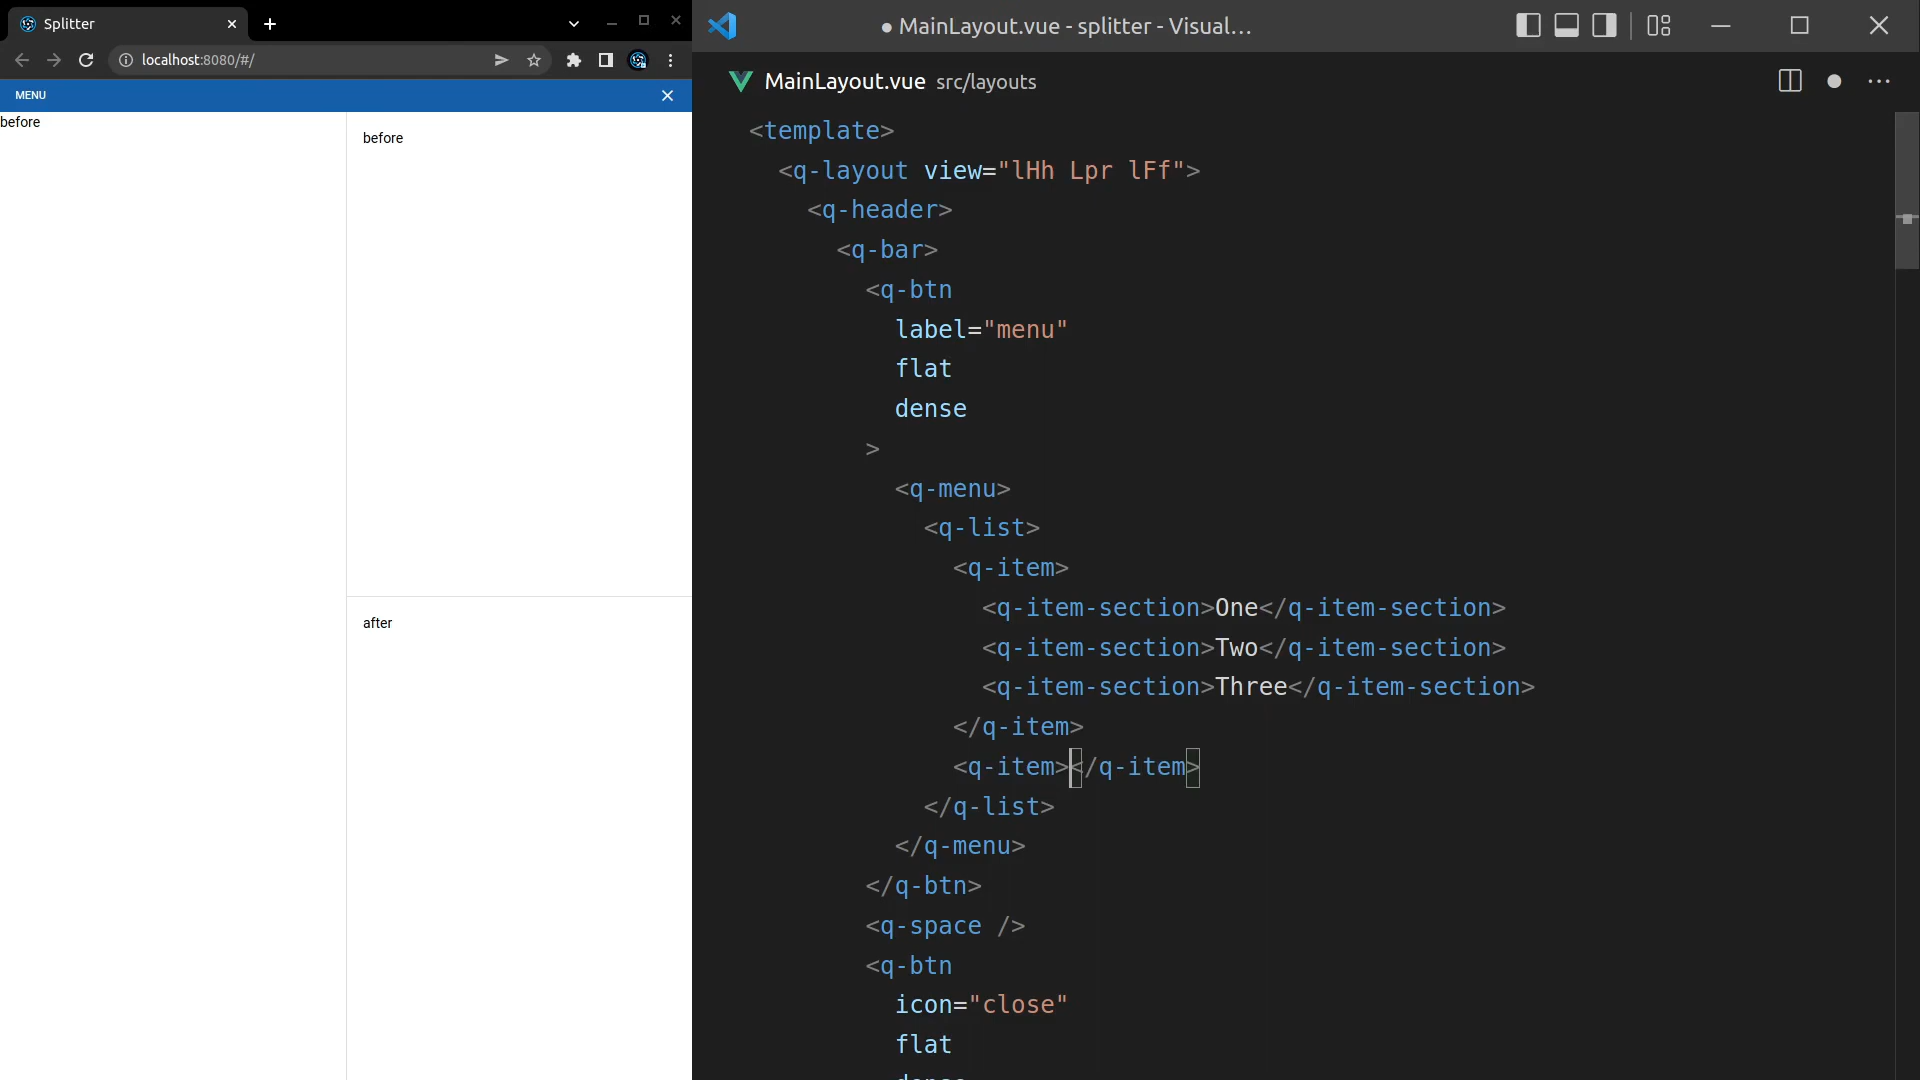 Splitter
localhost:8080/#/
MENU
before
before
after
● MainLayout.vue - splitter - Visual...
MainLayout.vue src/layouts
<template>
<q-layout view="lHh Lpr lFf">
<q-header>
<q-bar>
<q-btn
label="menu"
flat
dense
>
<q-menu>
<q-list>
<q-item>
<q-item-section>One</q-item-section>
<q-item-section>Two</q-item-section>
<q-item-section>Three</q-item-section>
</q-item>
<q-item></q-item>
</q-list>
</q-menu>
</q-btn>
<q-space />
<q-btn
icon="close"
flat